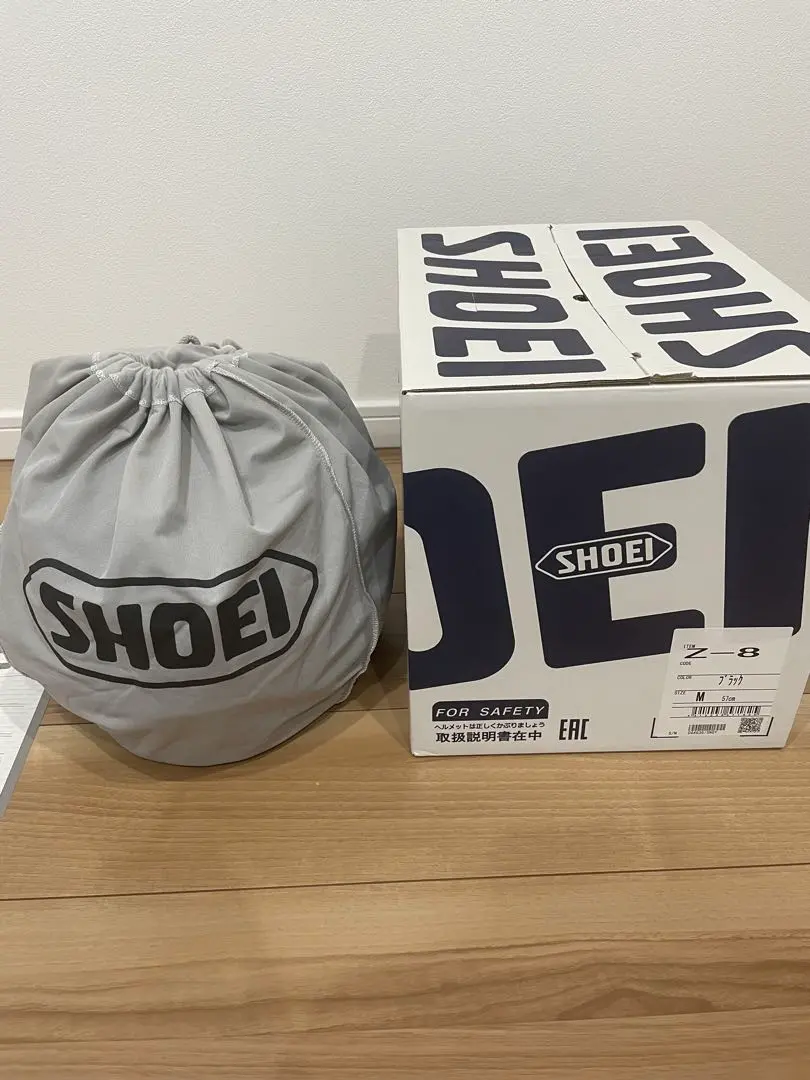 SHOEI
SHOEI
SHOEI
OEI
SHOEI
ITEM
Z-8
CODE
COLOR
ブラック
SIZE
M
57cm
S/N
FOR SAFETY
ヘルメットは正しくかぶりましょう
取扱説明書在中
EAC